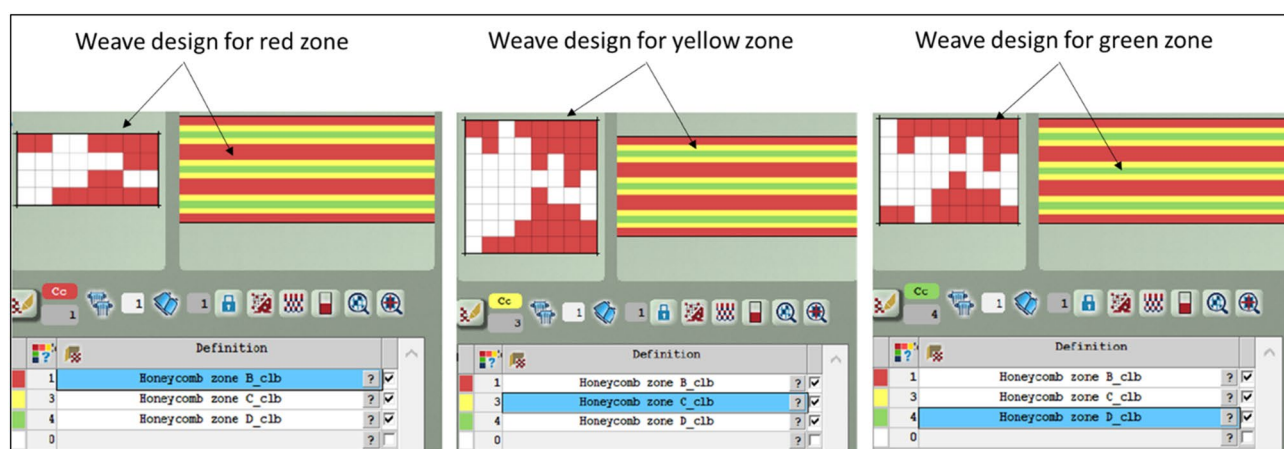 Weave design for red zone
Weave design for yellow zone
Weave design for green zone
Cc
1 1 1
Cc
3 1 1
Cc
4 1 1
? Definition
1 Honeycomb zone B_clb ?
3 Honeycomb zone C_clb ?
4 Honeycomb zone D_clb ?
0 ?
? Definition
1 Honeycomb zone B_clb ?
3 Honeycomb zone C_clb ?
4 Honeycomb zone D_clb ?
0 ?
? Definition
1 Honeycomb zone B_clb ?
3 Honeycomb zone C_clb ?
4 Honeycomb zone D_clb ?
0 ?